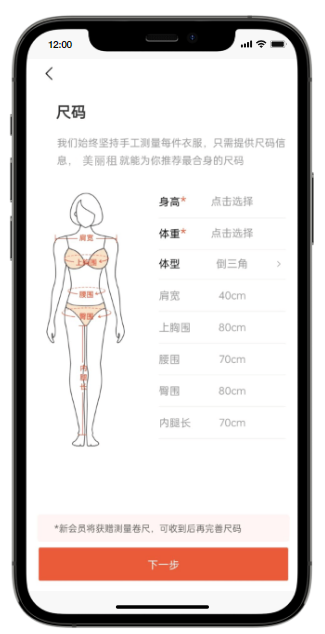 12:00
尺码
我们始终坚持手工测量每件衣服，只需提供尺码信
息， 美丽租就能为你推荐最合身的尺码
肩宽
上胸围
腰围
臀围
内腿长
身高* 点击选择
体重* 点击选择
体型 倒三角
肩宽 40cm
上胸围 80cm
腰围 70cm
臀围 80cm
内腿长 70cm
*新会员将获赠测量卷尺，可收到后再完善尺码
下一步